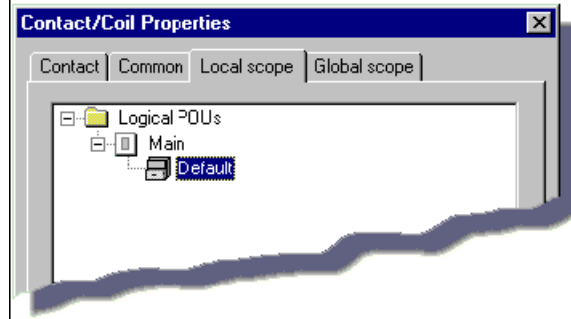 Contact/Coil Properties
Contact Common Local scope Global scope
Logical POUs
Main
Default